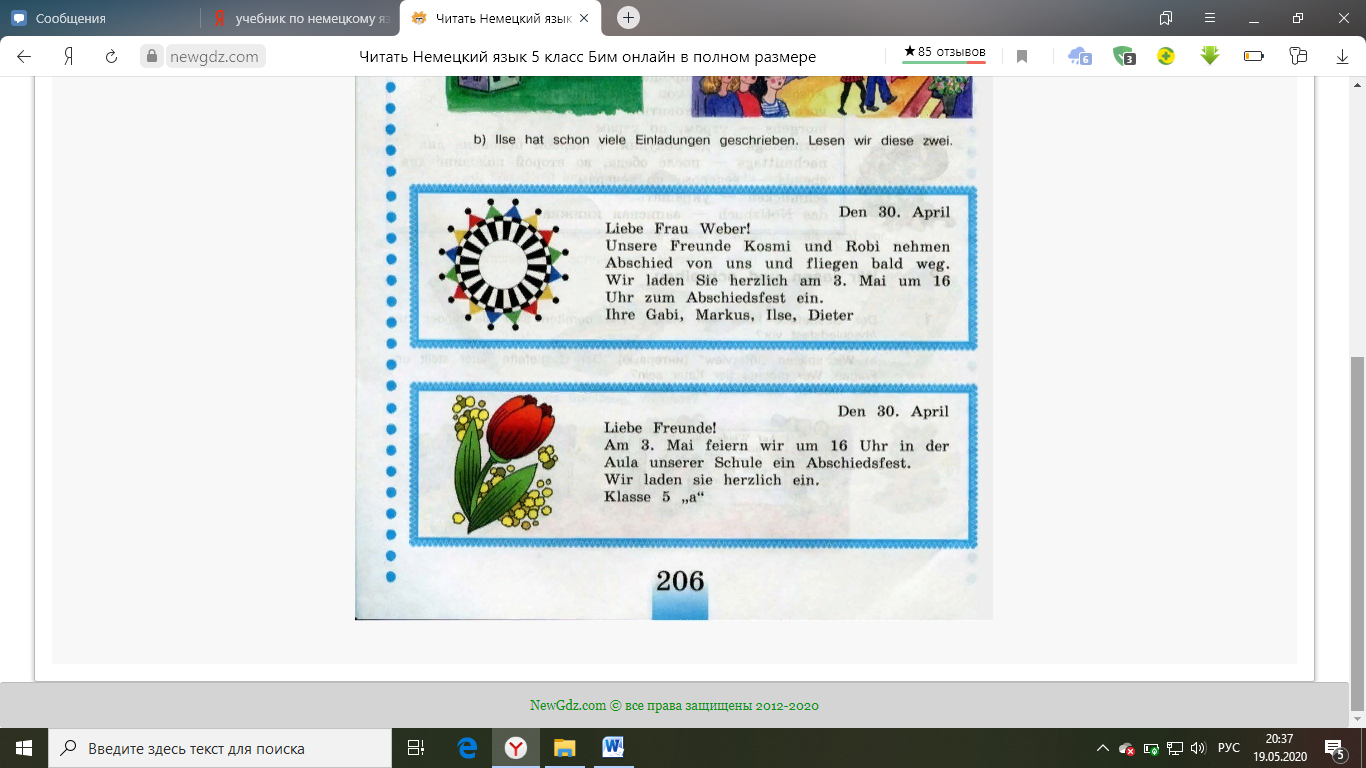 Сообщения
учебник по немецкому яз
Читать Немецкий язык
newgdz.com
Читать Немецкий язык 5 класс Бим онлайн в полном размере
★85 отзывов
6
3
b) Ilse hat schon viele Einladungen geschrieben. Lesen wir diese zwei.
Den 30. April
Liebe Frau Weber!
Unsere Freunde Kosmi und Robi nehmen
Abschied von uns und fliegen bald weg.
Wir laden Sie herzlich am 3. Mai um 16
Uhr zum Abschiedsfest ein.
Ihre Gabi, Markus, Ilse, Dieter
Den 30. April
Liebe Freunde!
Am 3. Mai feiern wir um 16 Uhr in der
Aula unserer Schule ein Abschiedsfest.
Wir laden sie herzlich ein.
Klasse 5 „a“
206
NewGdz.com © все права защищены 2012-2020
Введите здесь текст для поиска
РУС
20:37
19.05.2020
5